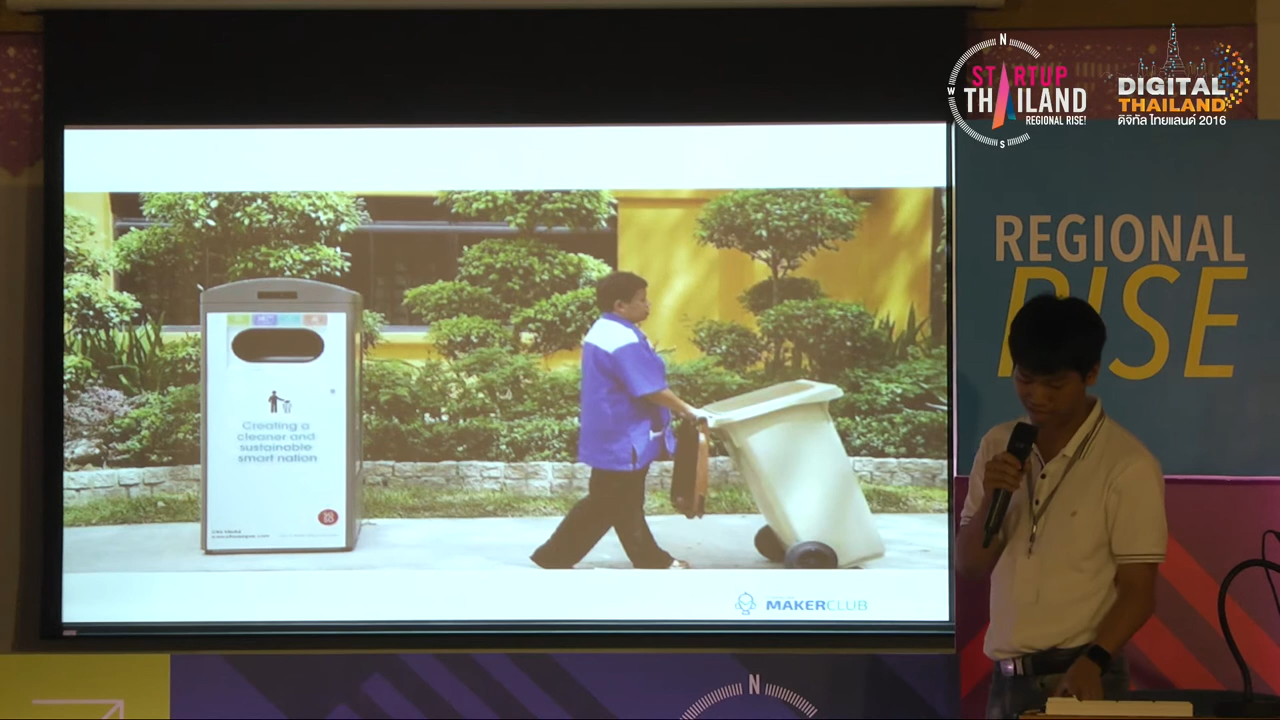 N
STARTUP
W
THAILAND
REGIONAL RISE!
S
DIGITAL
THAILAND
ดิจิทัล ไทยแลนด์ 2016
REGIONAL
RISE
Creating a
cleaner and
sustainable
smart nation
MAKERCLUB
N